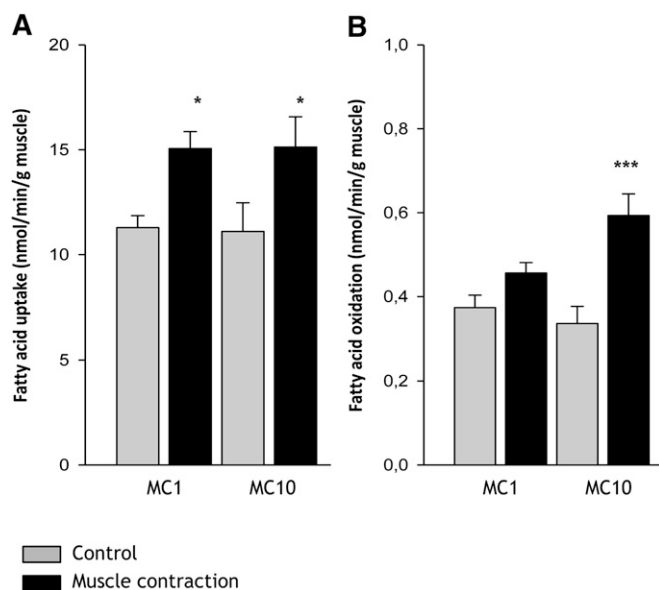 A
B
Fatty acid uptake (nmol/min/g muscle)
20
15
10
5
0
*
*
MC1
MC10
Fatty acid oxidation (nmol/min/g muscle)
1,0
0,8
0,6
0,4
0,2
0,0
***
MC1
MC10
Control
Muscle contraction